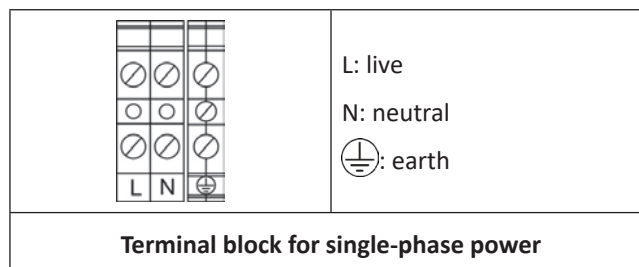 L N
L: live
N: neutral
: earth
Terminal block for single-phase power